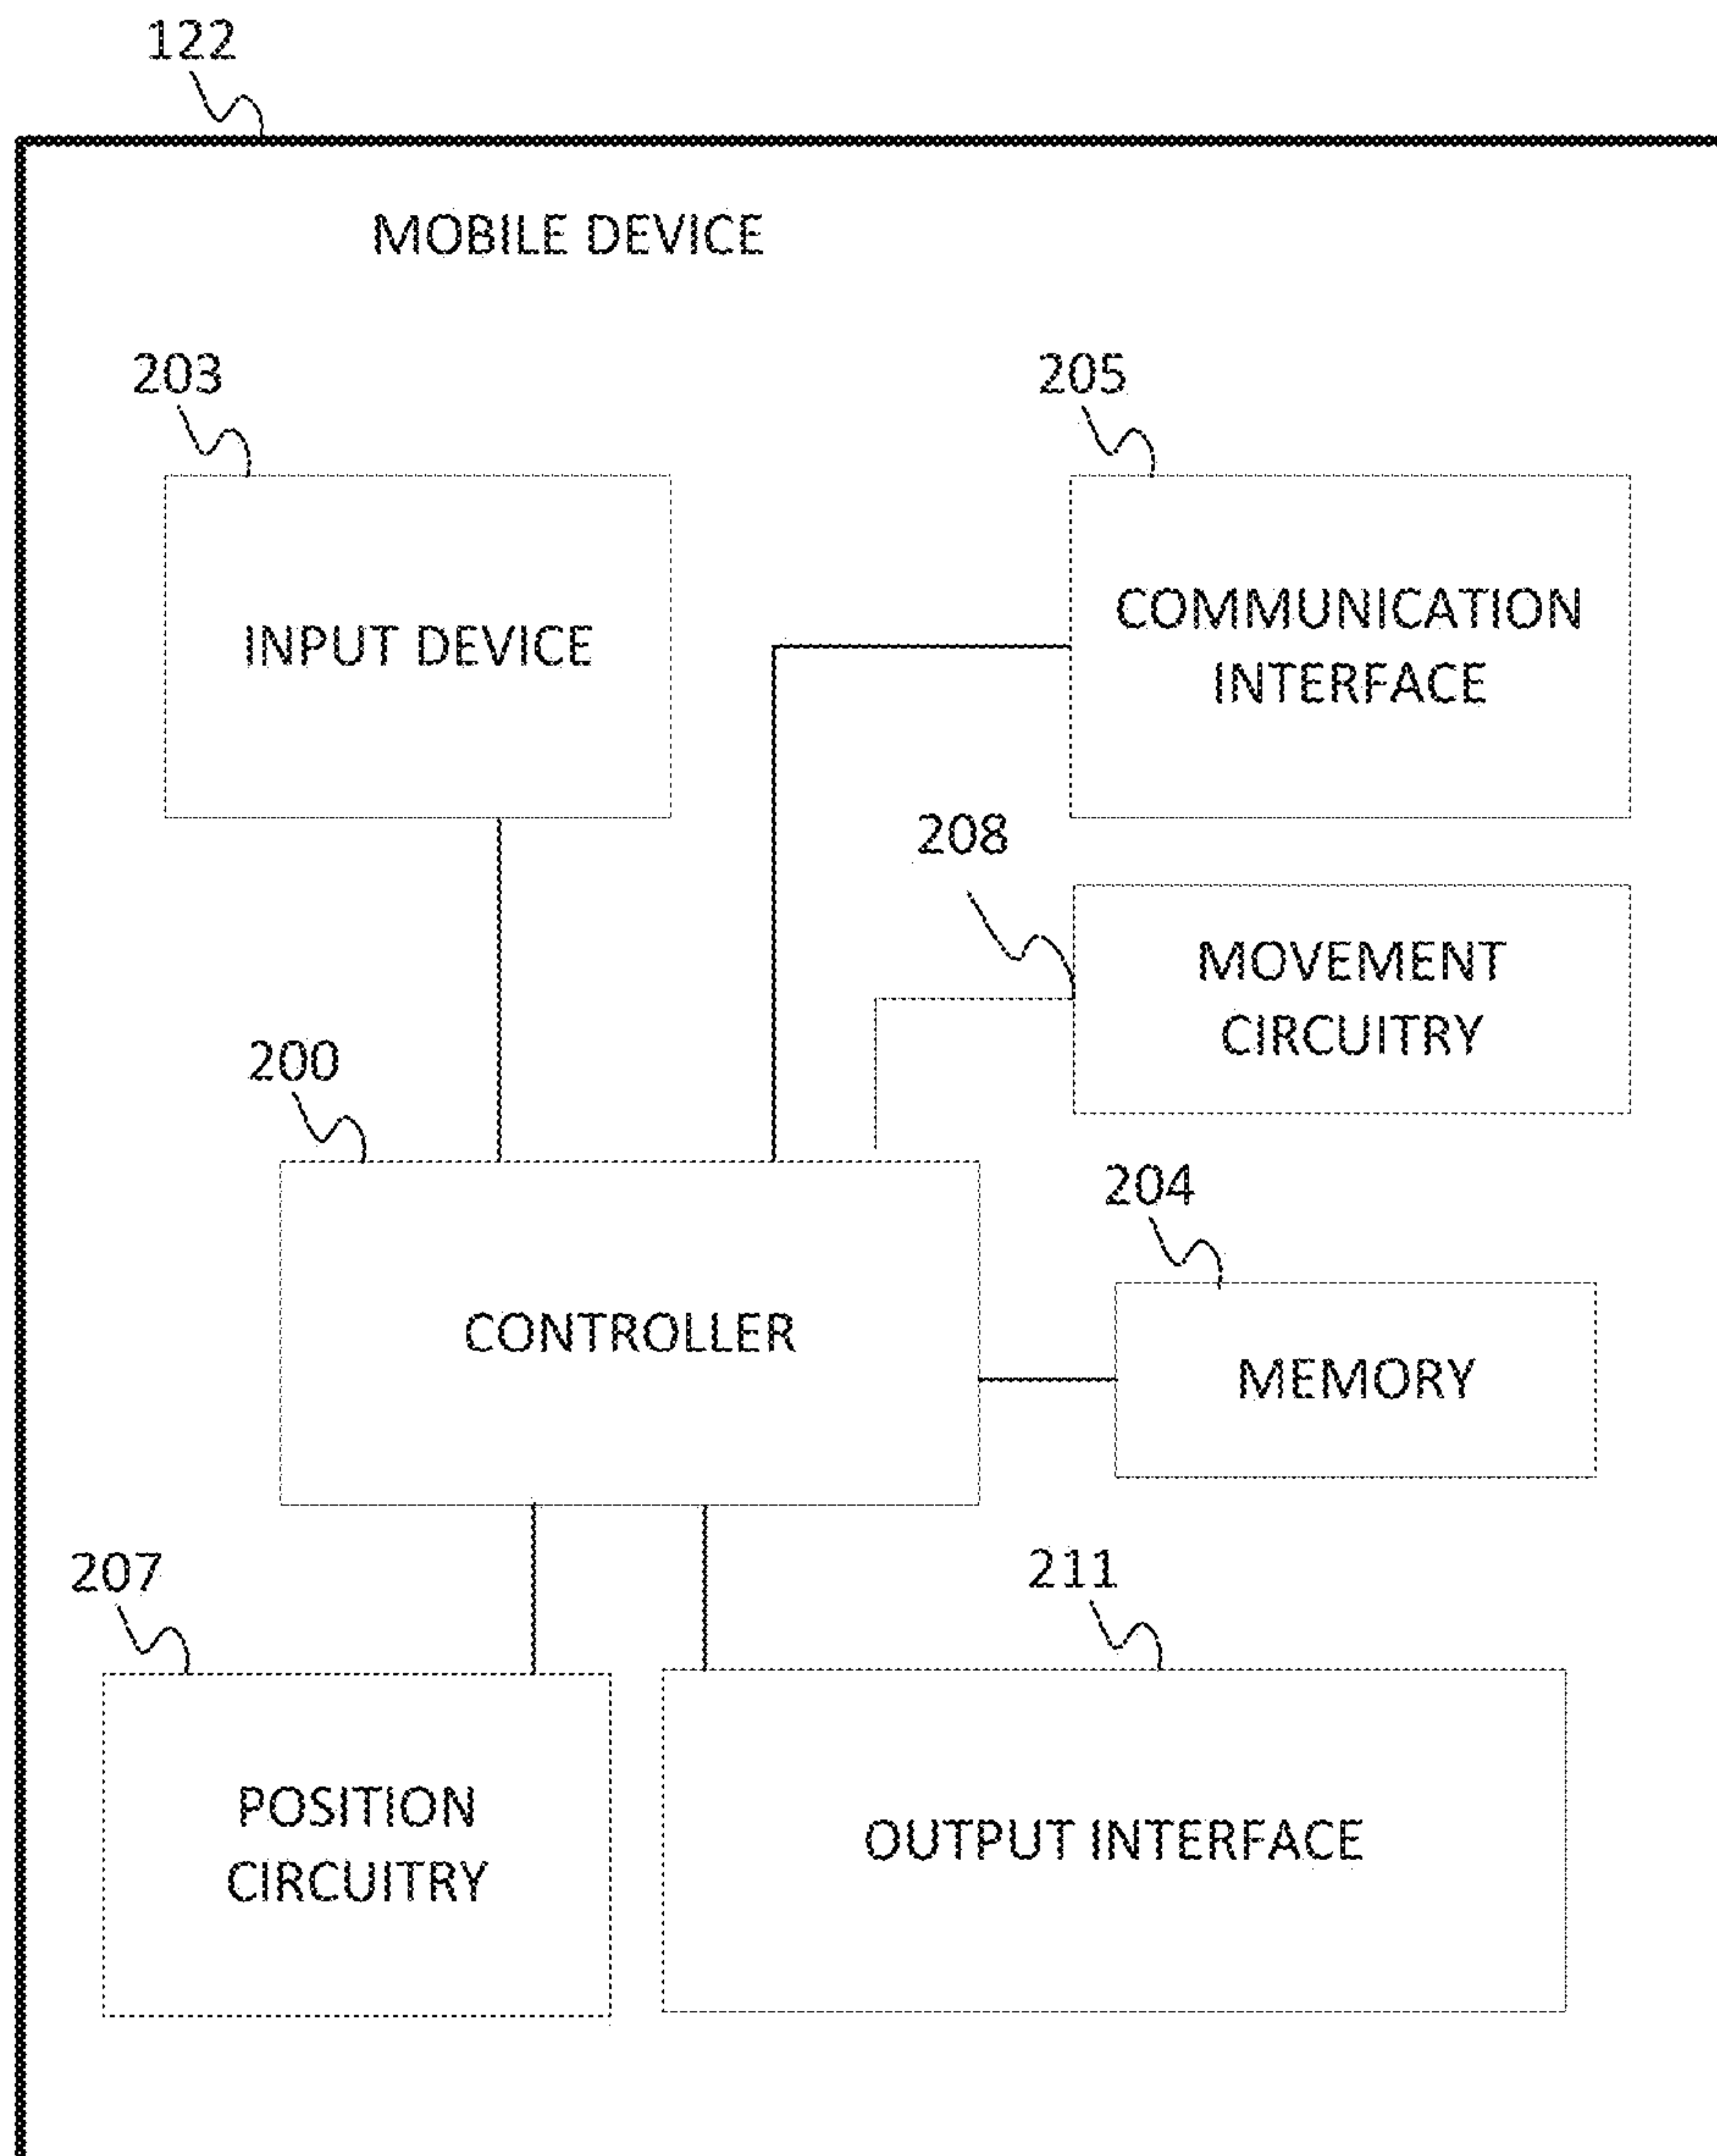 122
MOBILE DEVICE
203
205
INPUT DEVICE
COMMUNICATION
INTERFACE
208
MOVEMENT
CIRCUITRY
200
204
CONTROLLER
MEMORY
207
211
POSITION
CIRCUITRY
OUTPUT INTERFACE